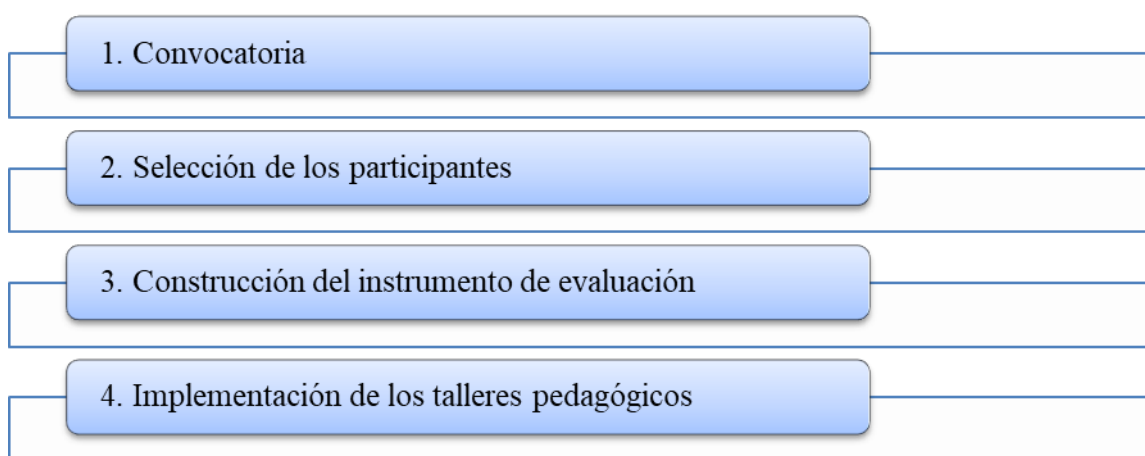 1. Convocatoria
2. Selección de los participantes
3. Construcción del instrumento de evaluación
4. Implementación de los talleres pedagógicos